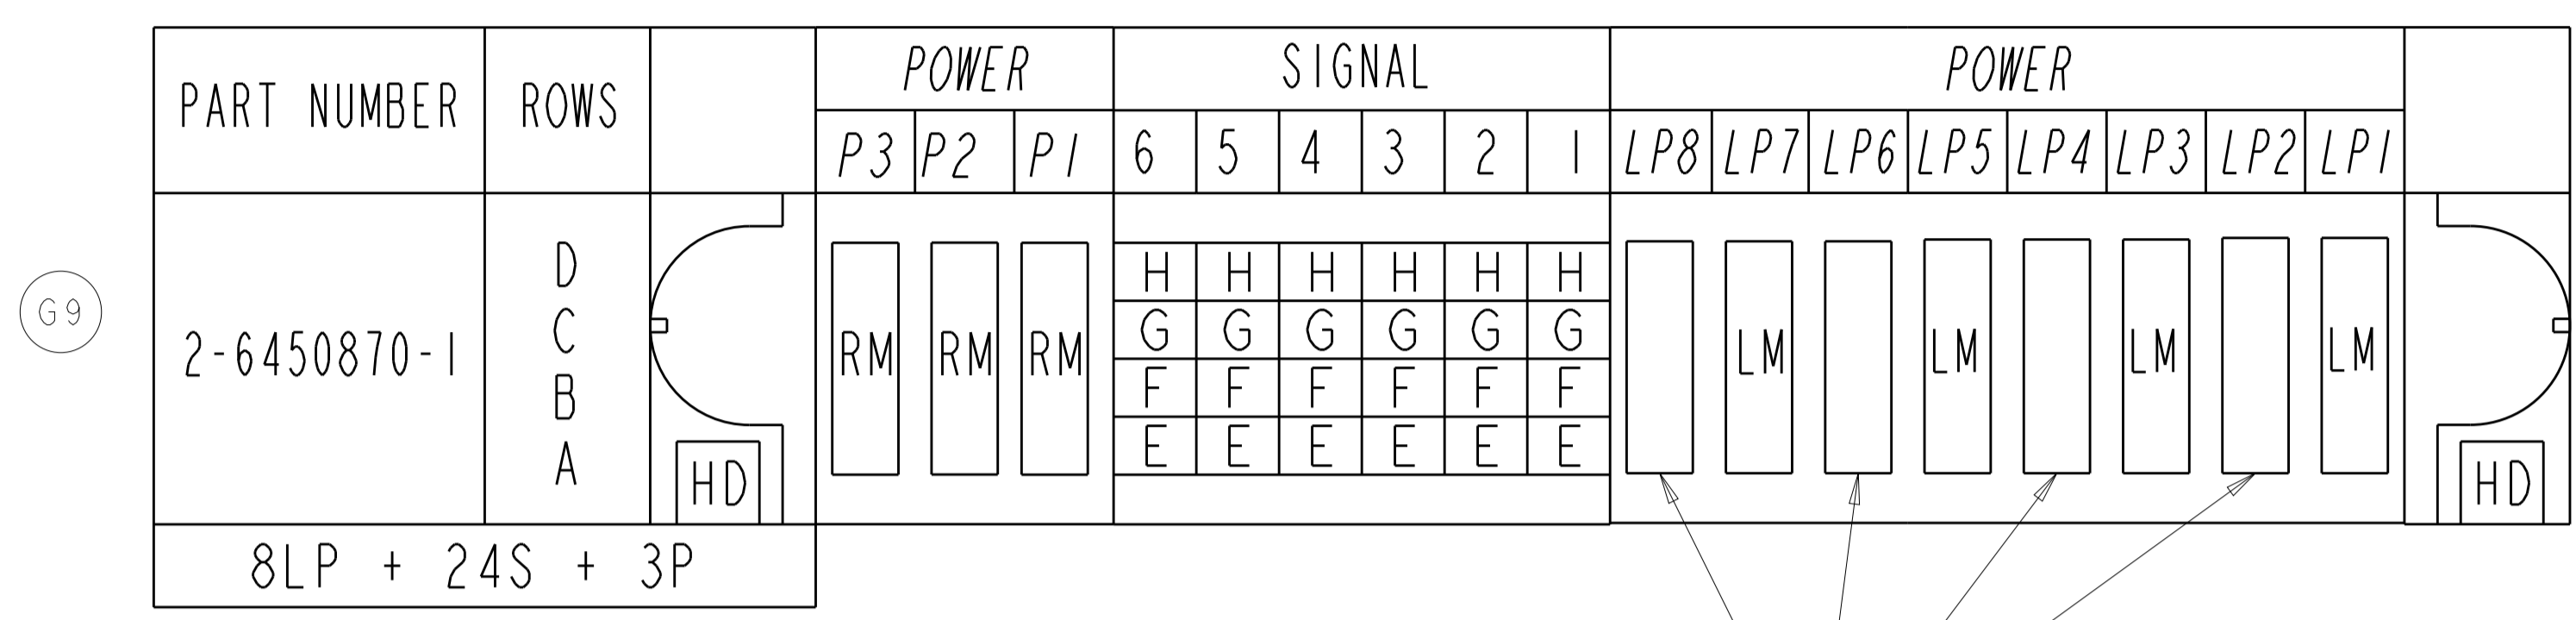 POWER SIGNAL POWER
PART NUMBER ROWS
P3 P2 P1 6 5 4 3 2 1 LP8 LP7 LP6 LP5 LP4 LP3 LP2 LP1
D
H H H H H H
G9
C
G G G G G G
2-6450870-1
RM RM RM LM LM LM LM
B
F F F F F F
A
E E E E E E
HD HD
8LP + 24S + 3P